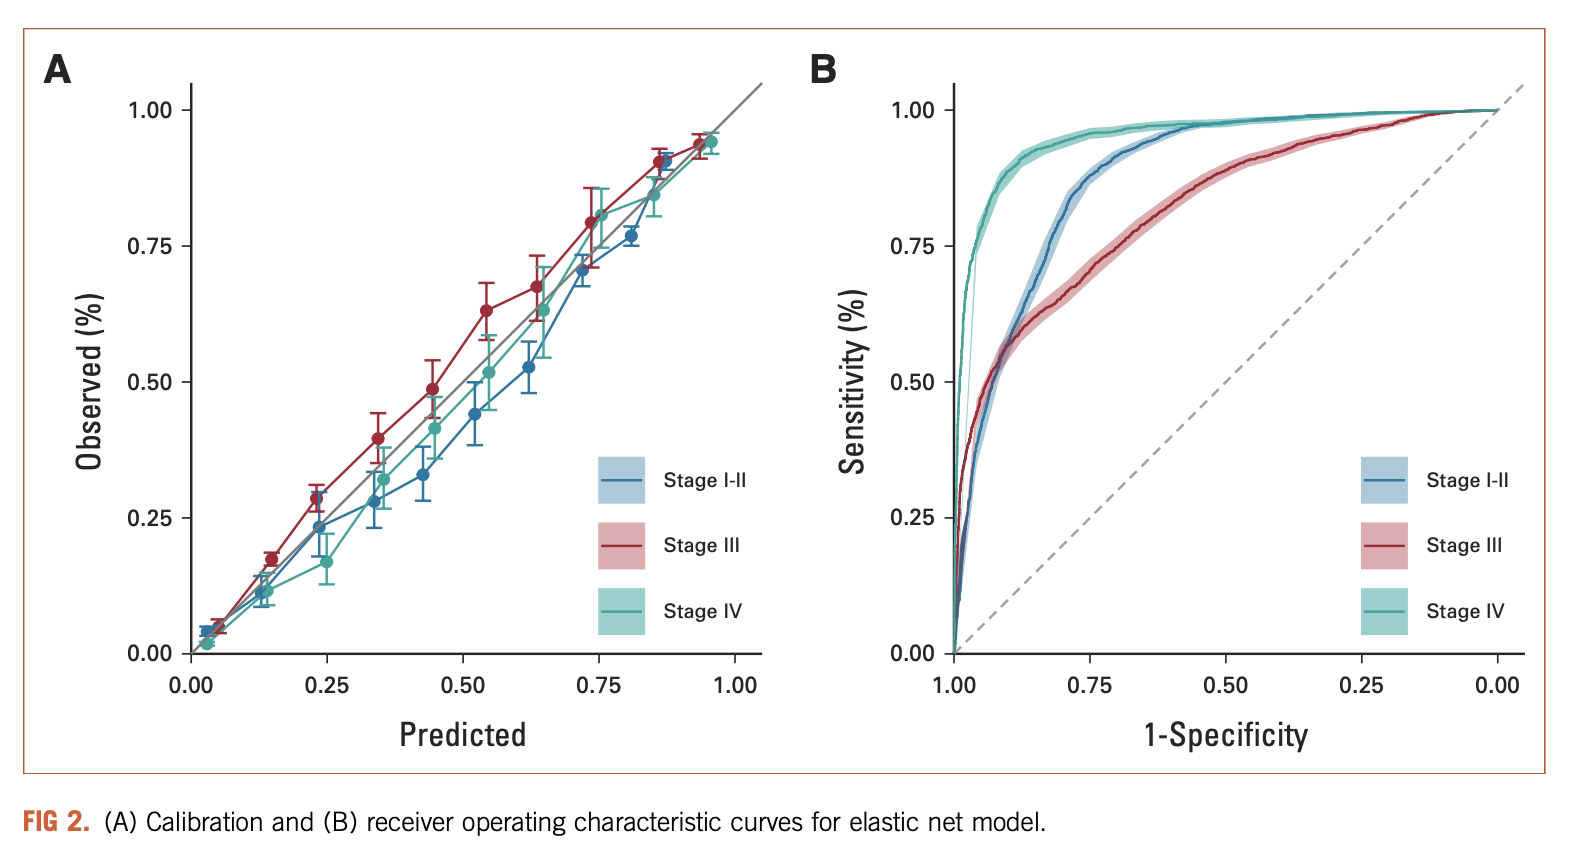 A
1.00
0.75
0.50
0.25
0.00
0.00 0.25 0.50 0.75 1.00
Observed (%)
Predicted
Stage I-II
Stage III
Stage IV
B
1.00
0.75
0.50
0.25
0.00
1.00 0.75 0.50 0.25 0.00
Sensitivity (%)
1-Specificity
Stage I-II
Stage III
Stage IV
FIG 2. (A) Calibration and (B) receiver operating characteristic curves for elastic net model.